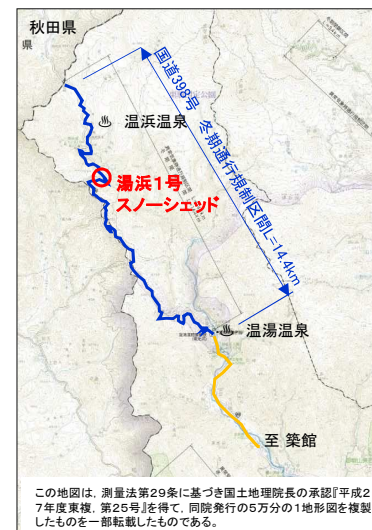 秋田県
県
国道398号　冬期通行規制区間L=14.4km
温浜温泉
湯浜1号
スノーシェッド
温湯温泉
至 築館
この地図は，測量法第29条に基づき国土地理院長の承認『平成2
7年度東複，第25号』を得て，同院発行の5万分の1地形図を複製
したものを一部転載したものである。